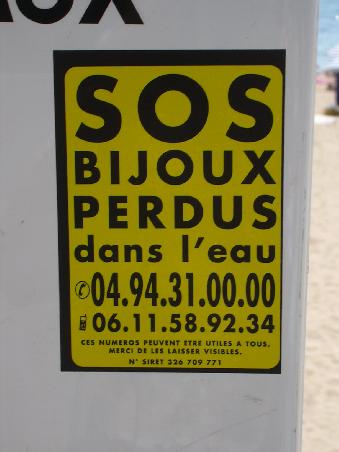 AUX
SOS
BIJOUX
PERDUS
dans l'eau
04.94.31.00.00
06.11.58.92.34
CES NUMEROS PEUVENT ETRE UTILES A TOUS,
MERCI DE LES LAISSER VISIBLES.
N° SIRET 326 709 771